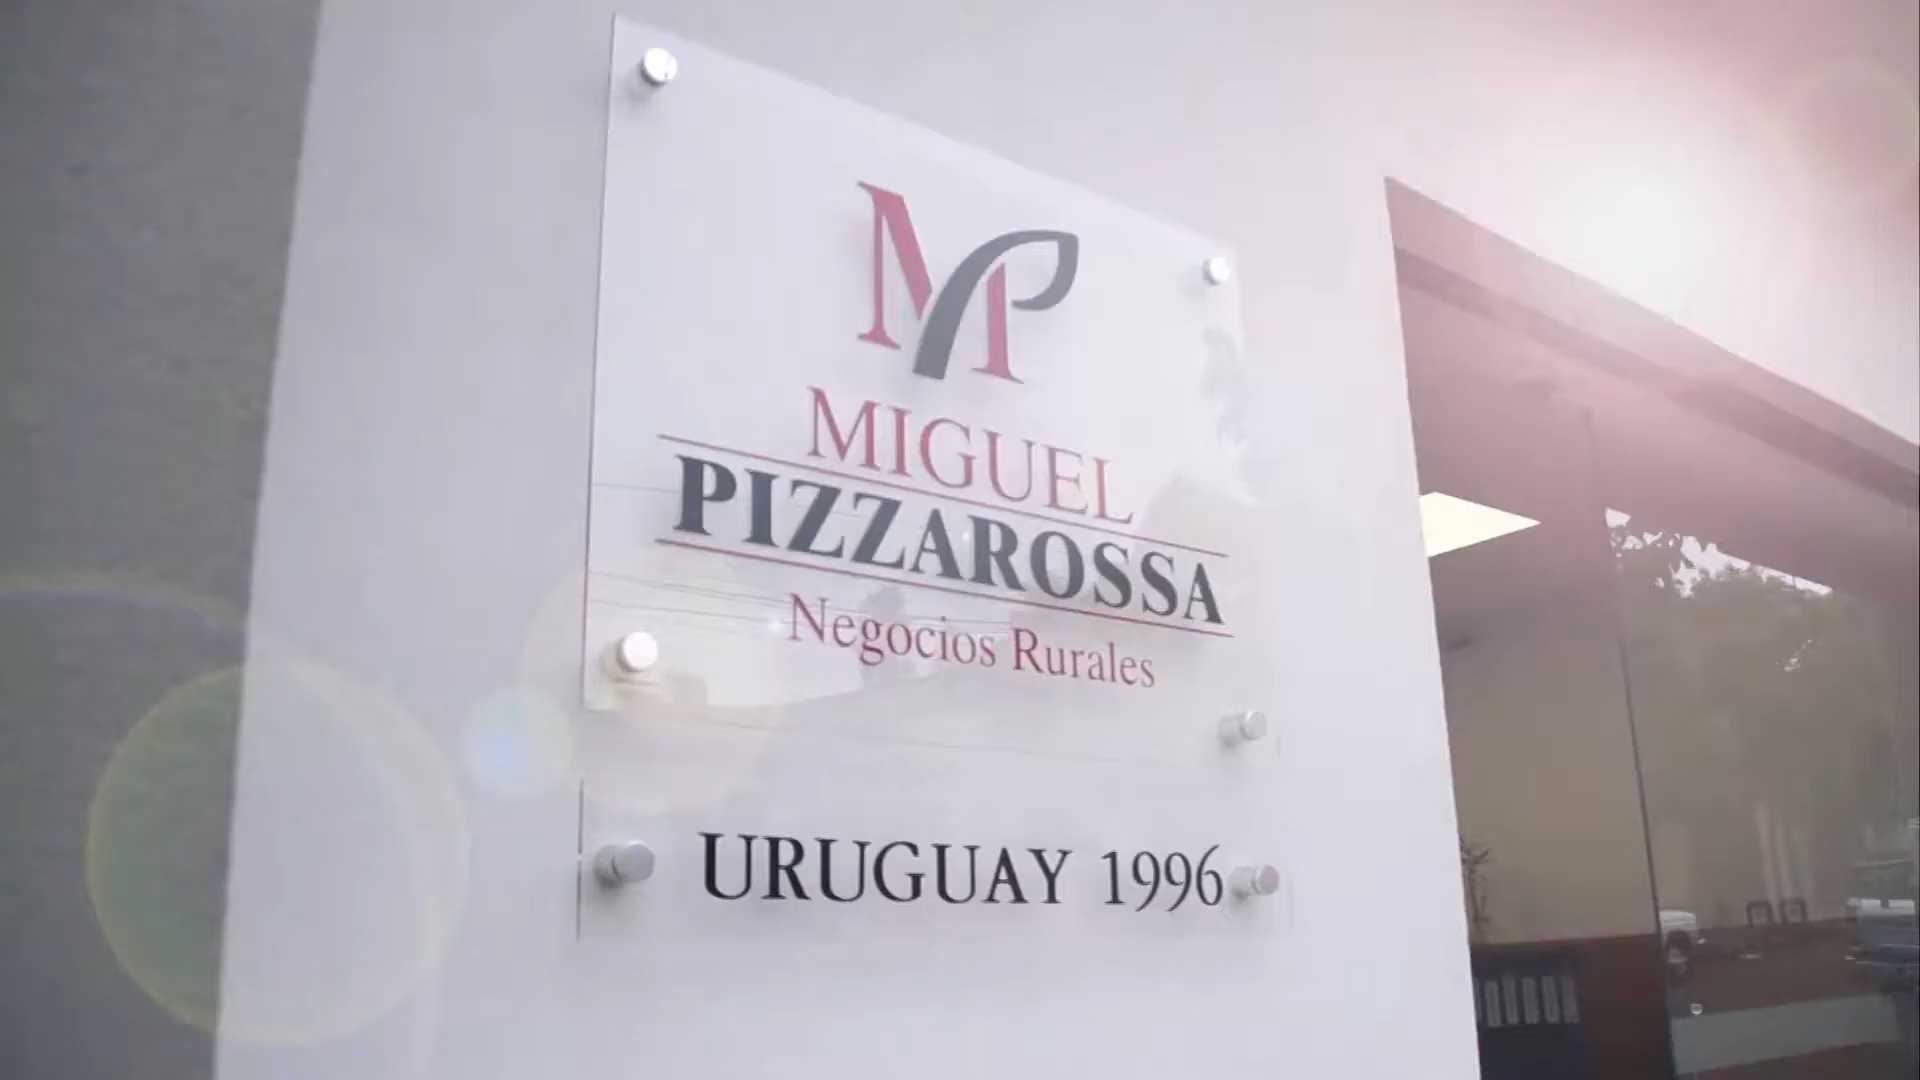 MP
MIGUEL
PIZZAROSSA
Negocios Rurales
URUGUAY 1996